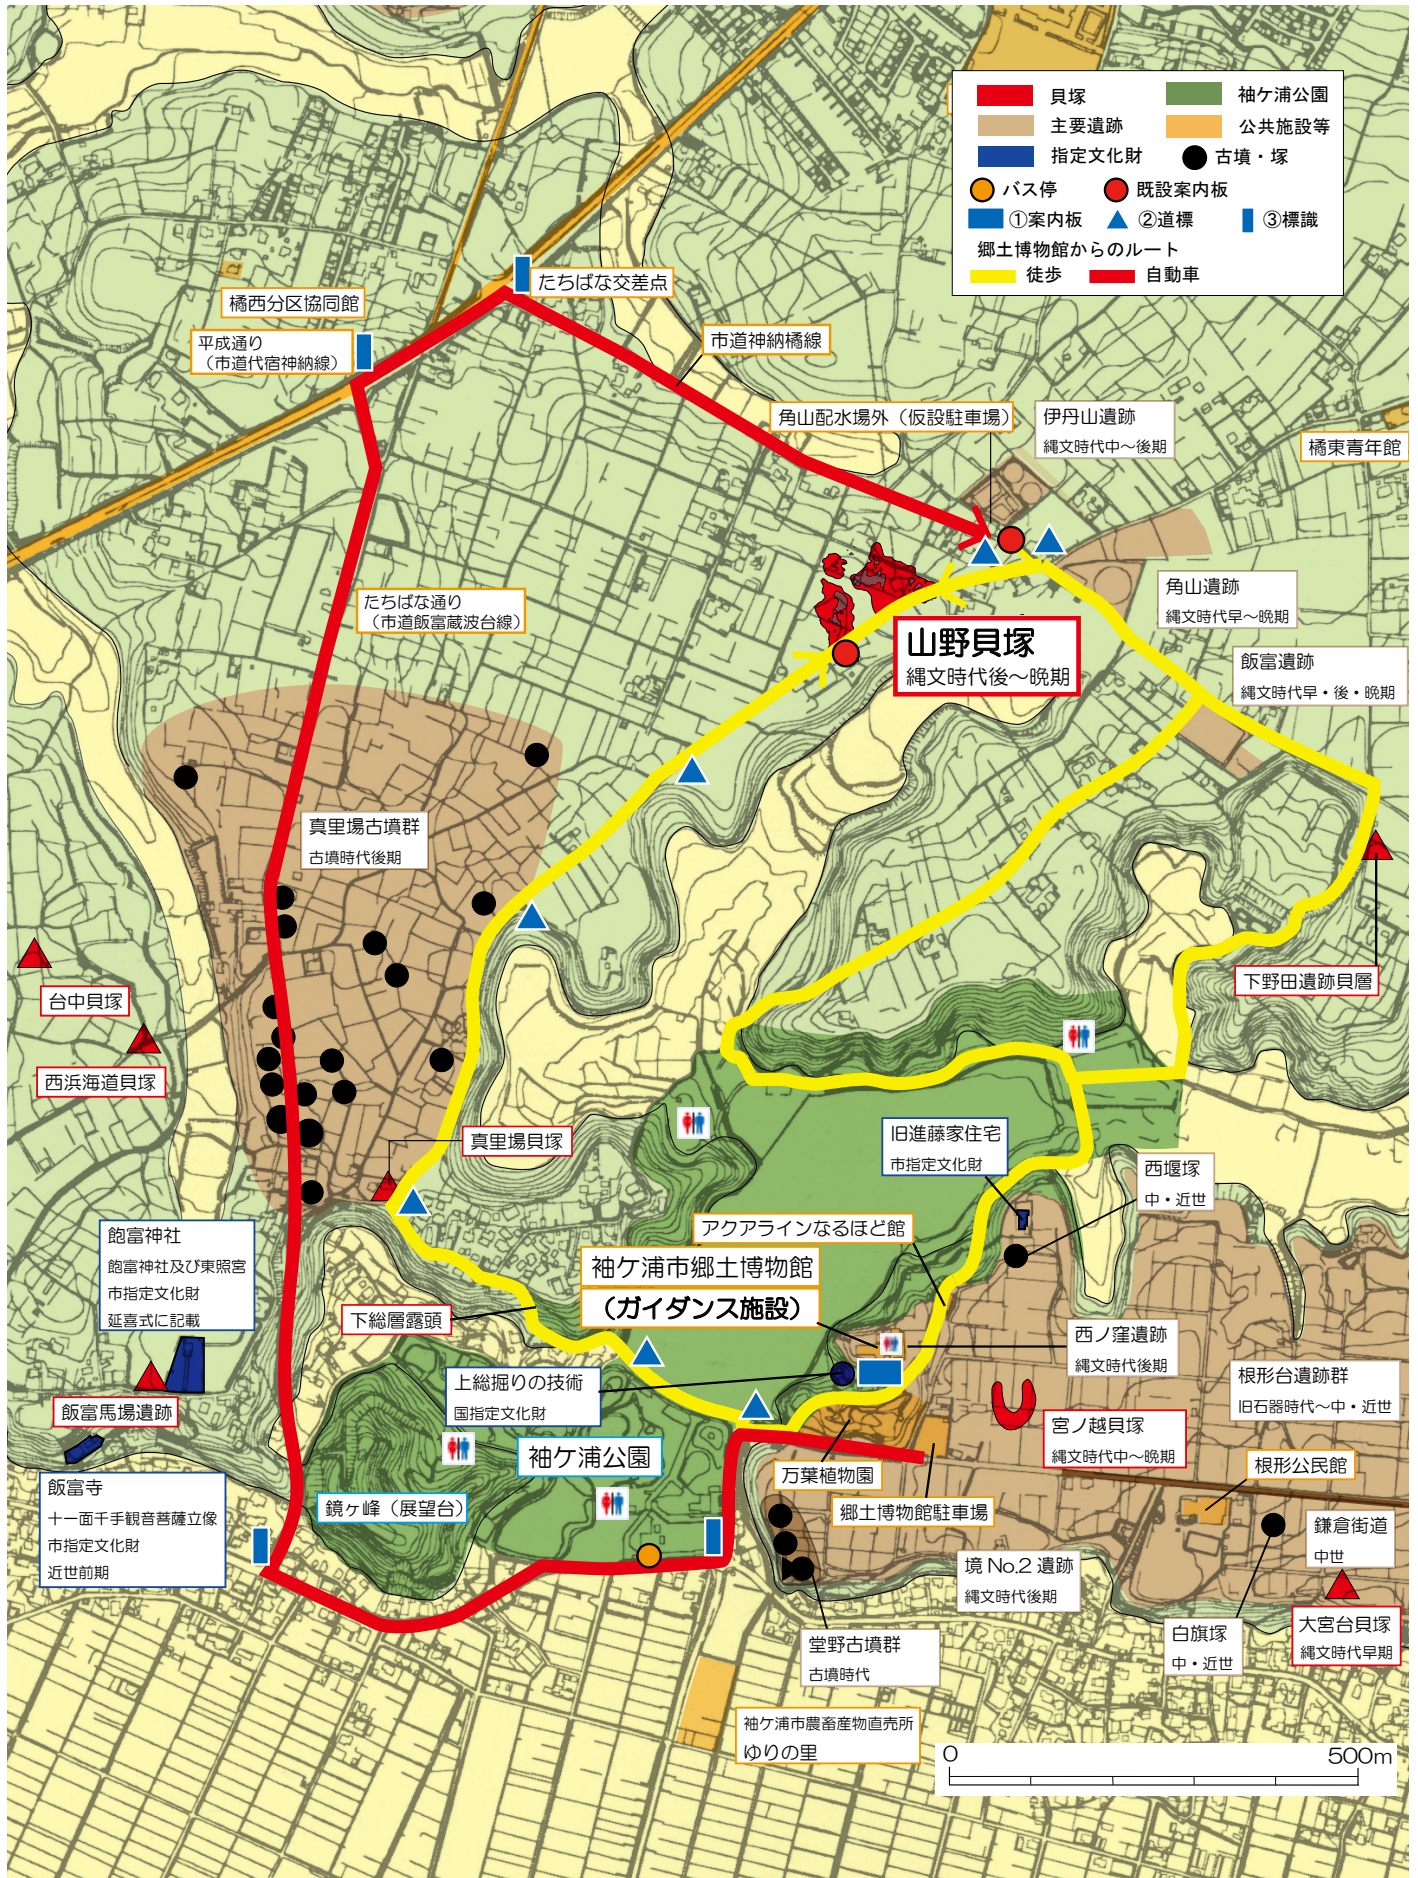 貝塚
袖ケ浦公園
主要遺跡
公共施設等
指定文化財
古墳・塚
バス停
既設案内板
①案内板
②道標
③標識
郷土博物館からのルート
徒歩
自動車
たちばな交差点
橘西分区協同館
平成通り
（市道代宿神納線）
市道神納橘線
角山配水場外（仮設駐車場）
伊丹山遺跡
縄文時代中～後期
橘東青年館
たちばな通り
（市道飯富蔵波台線）
角山遺跡
縄文時代早～晩期
山野貝塚
縄文時代後～晩期
飯富遺跡
縄文時代早・後・晩期
真里場古墳群
古墳時代後期
台中貝塚
下野田遺跡貝層
西浜海道貝塚
真里場貝塚
旧進藤家住宅
市指定文化財
西堰塚
中・近世
飽富神社
飽富神社及び東照宮
市指定文化財
延喜式に記載
アクアラインなるほど館
袖ケ浦市郷土博物館
（ガイダンス施設）
下総層露頭
西ノ窪遺跡
縄文時代後期
根形台遺跡群
旧石器時代～中・近世
上総掘りの技術
国指定文化財
飯富馬場遺跡
宮ノ越貝塚
縄文時代中～晩期
袖ケ浦公園
万葉植物園
根形公民館
飯富寺
十一面千手観音菩薩立像
市指定文化財
近世前期
鏡ヶ峰（展望台）
郷土博物館駐車場
鎌倉街道
中世
境 No.2 遺跡
縄文時代後期
大宮台貝塚
縄文時代早期
白旗塚
中・近世
堂野古墳群
古墳時代
袖ケ浦市農畜産物直売所
ゆりの里
0
500m